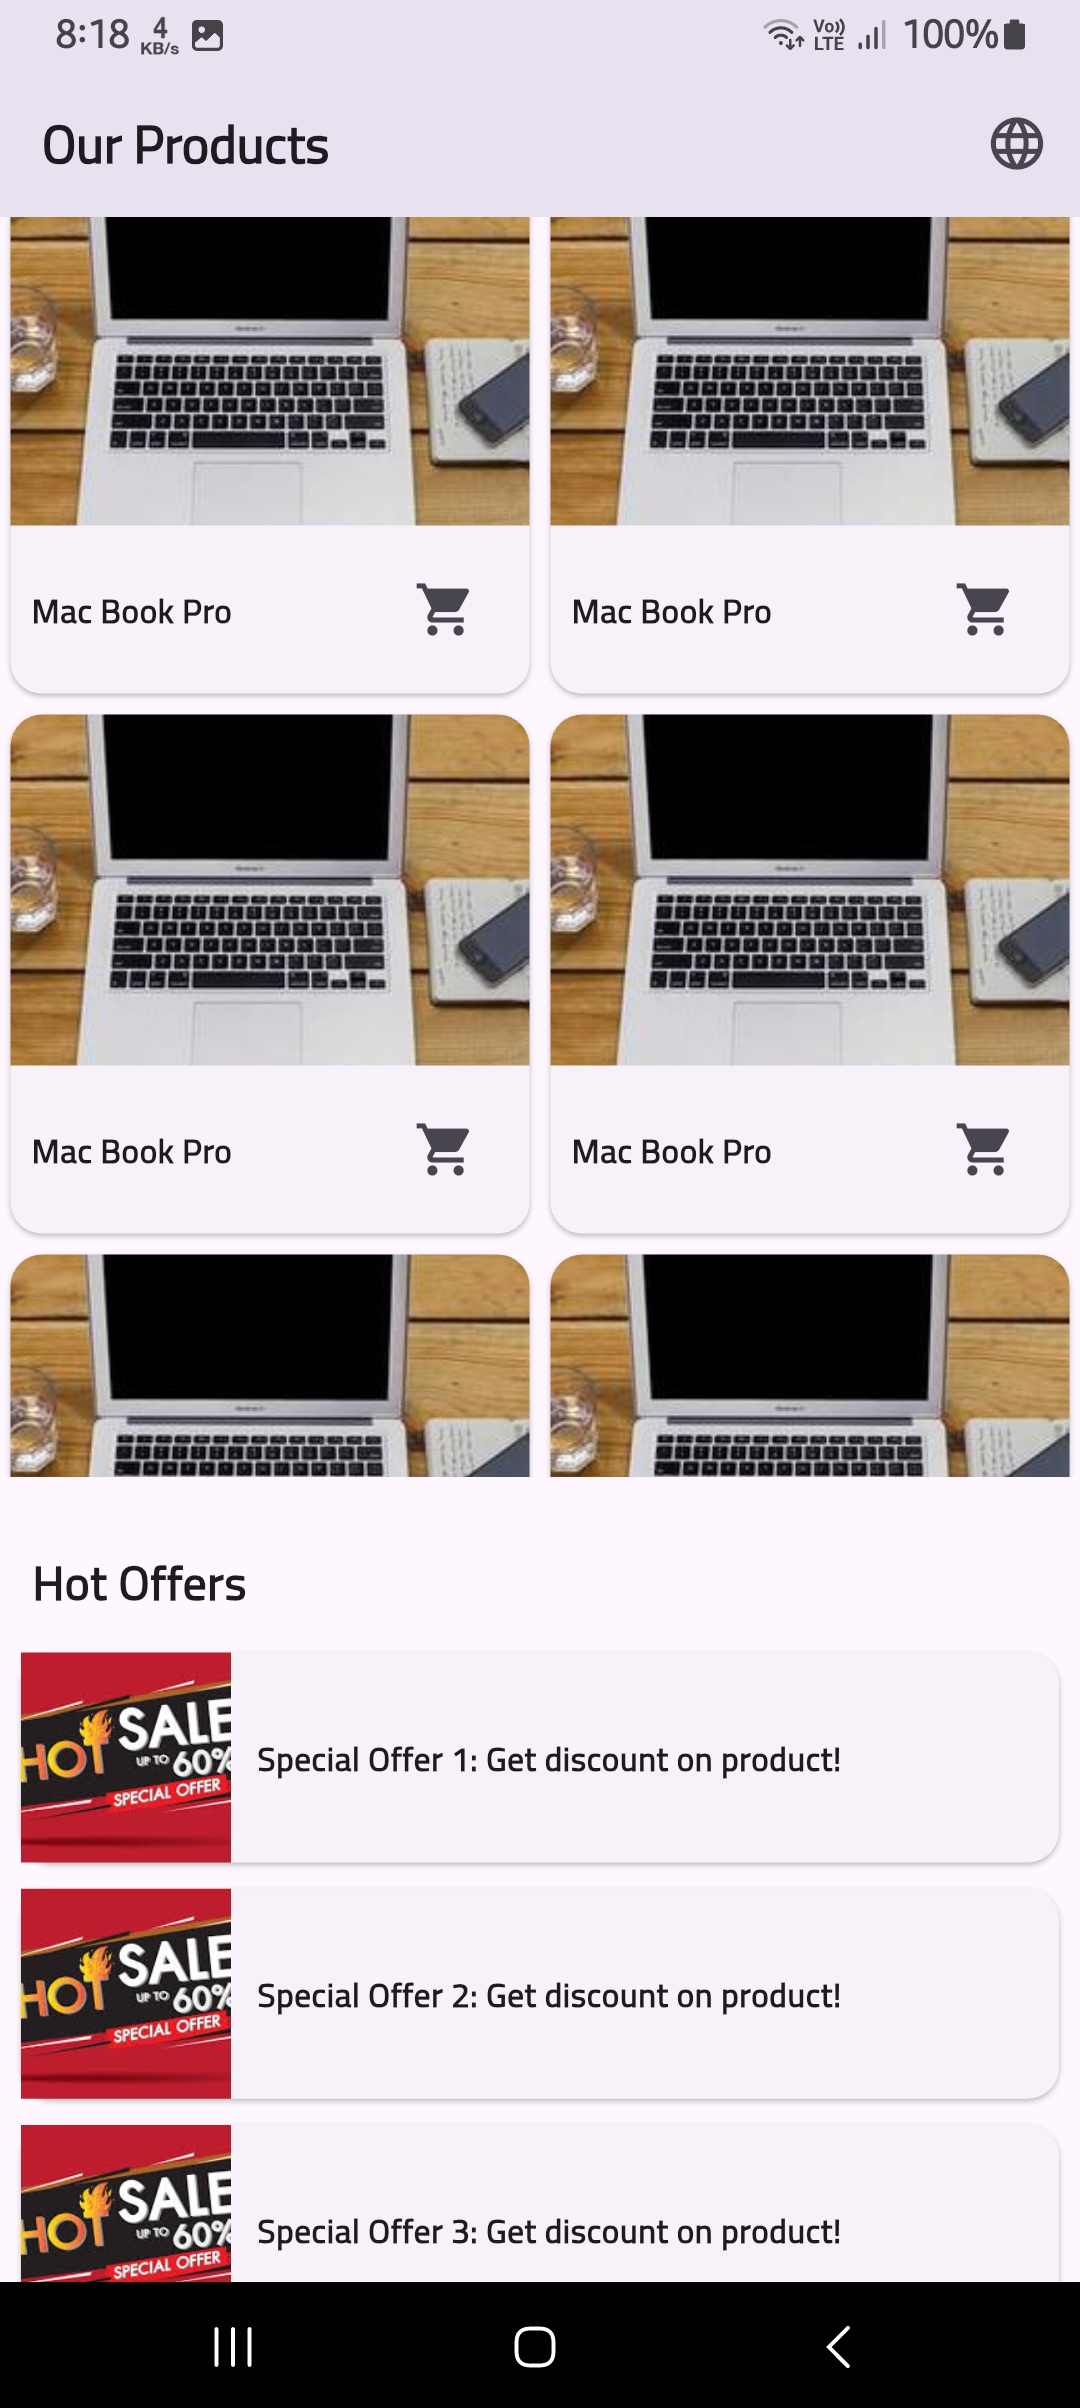 8:18 4 KB/s Vo)) LTE 100%
Our Products
Mac Book Pro
Mac Book Pro
Mac Book Pro
Mac Book Pro
Hot Offers
HOT SALE
UP TO 60%
SPECIAL OFFER
Special Offer 1: Get discount on product!
HOT SALE
UP TO 60%
SPECIAL OFFER
Special Offer 2: Get discount on product!
HOT SALE
UP TO 60%
SPECIAL OFFER
Special Offer 3: Get discount on product!